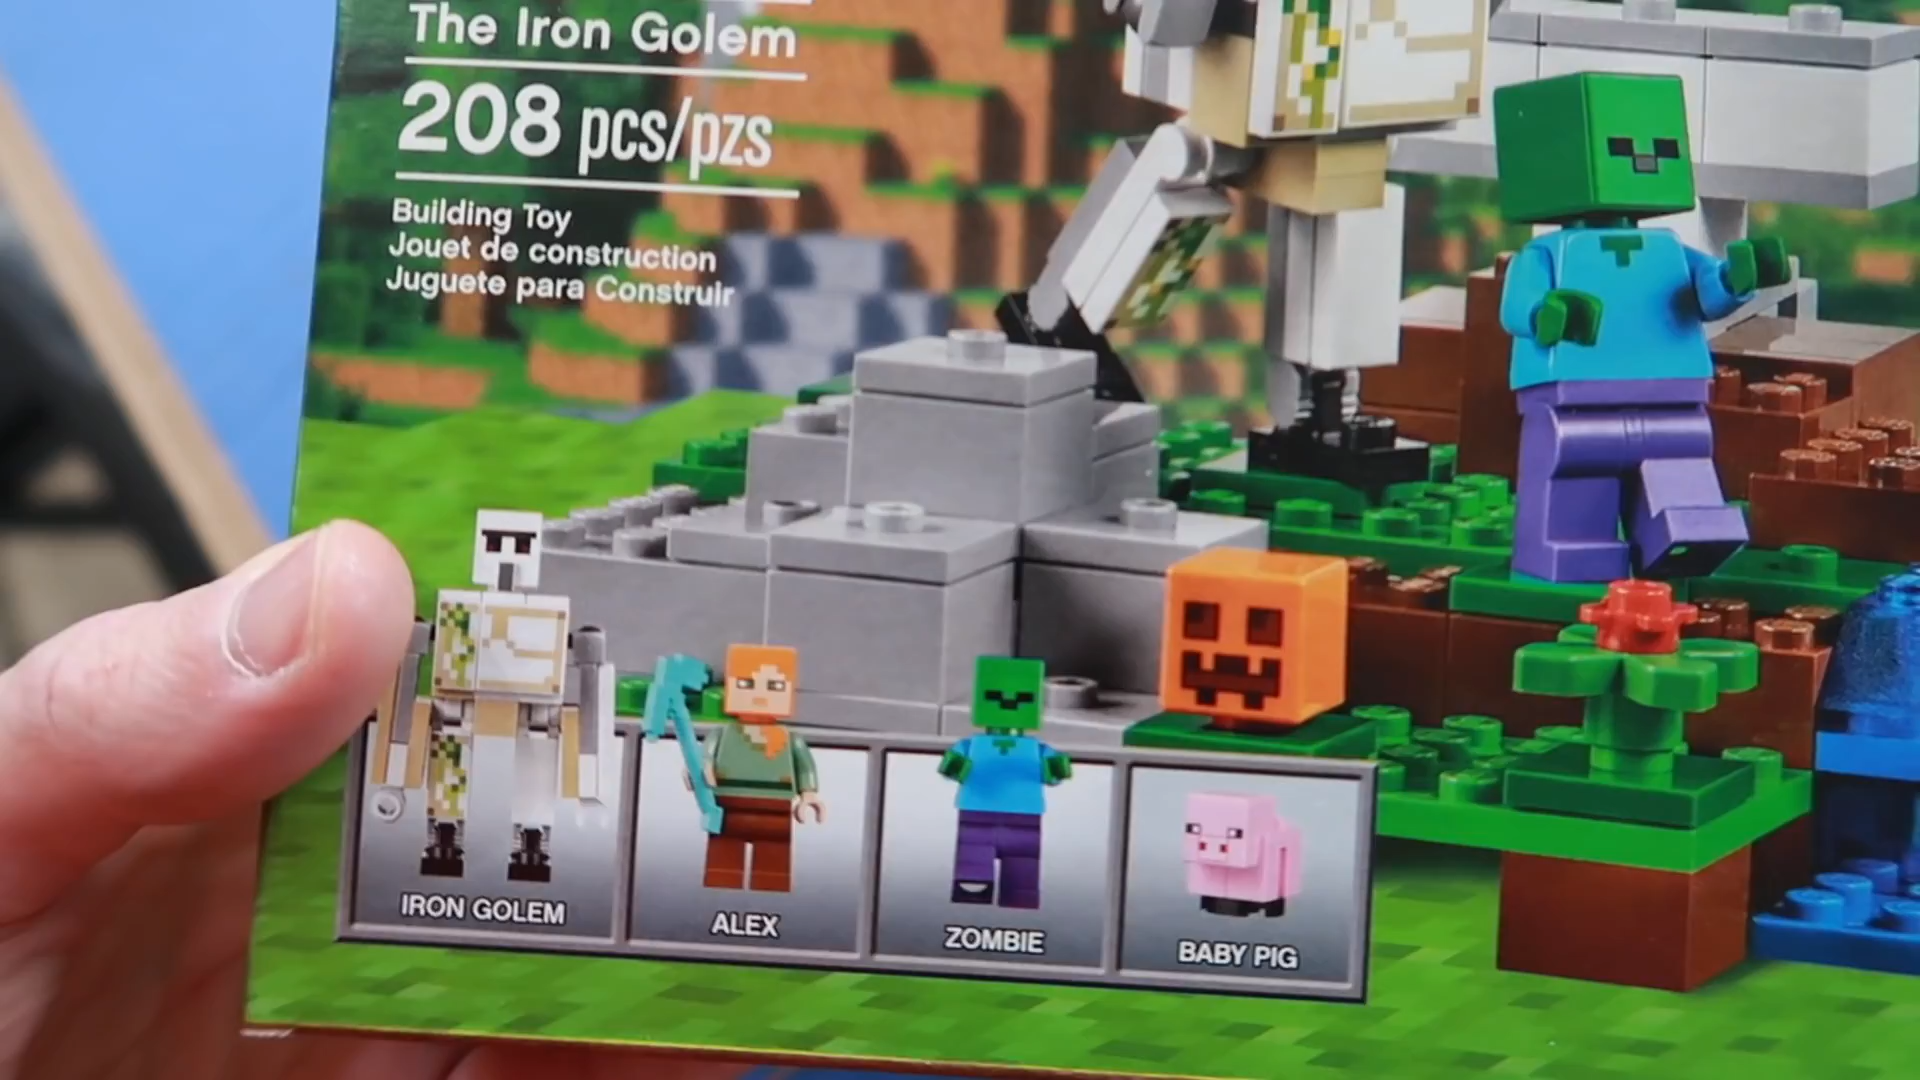 The Iron Golem
208 pcs/pzs
Building Toy
Jouet de construction
Juguete para Construir
IRON GOLEM
ALEX
ZOMBIE
BABY PIG